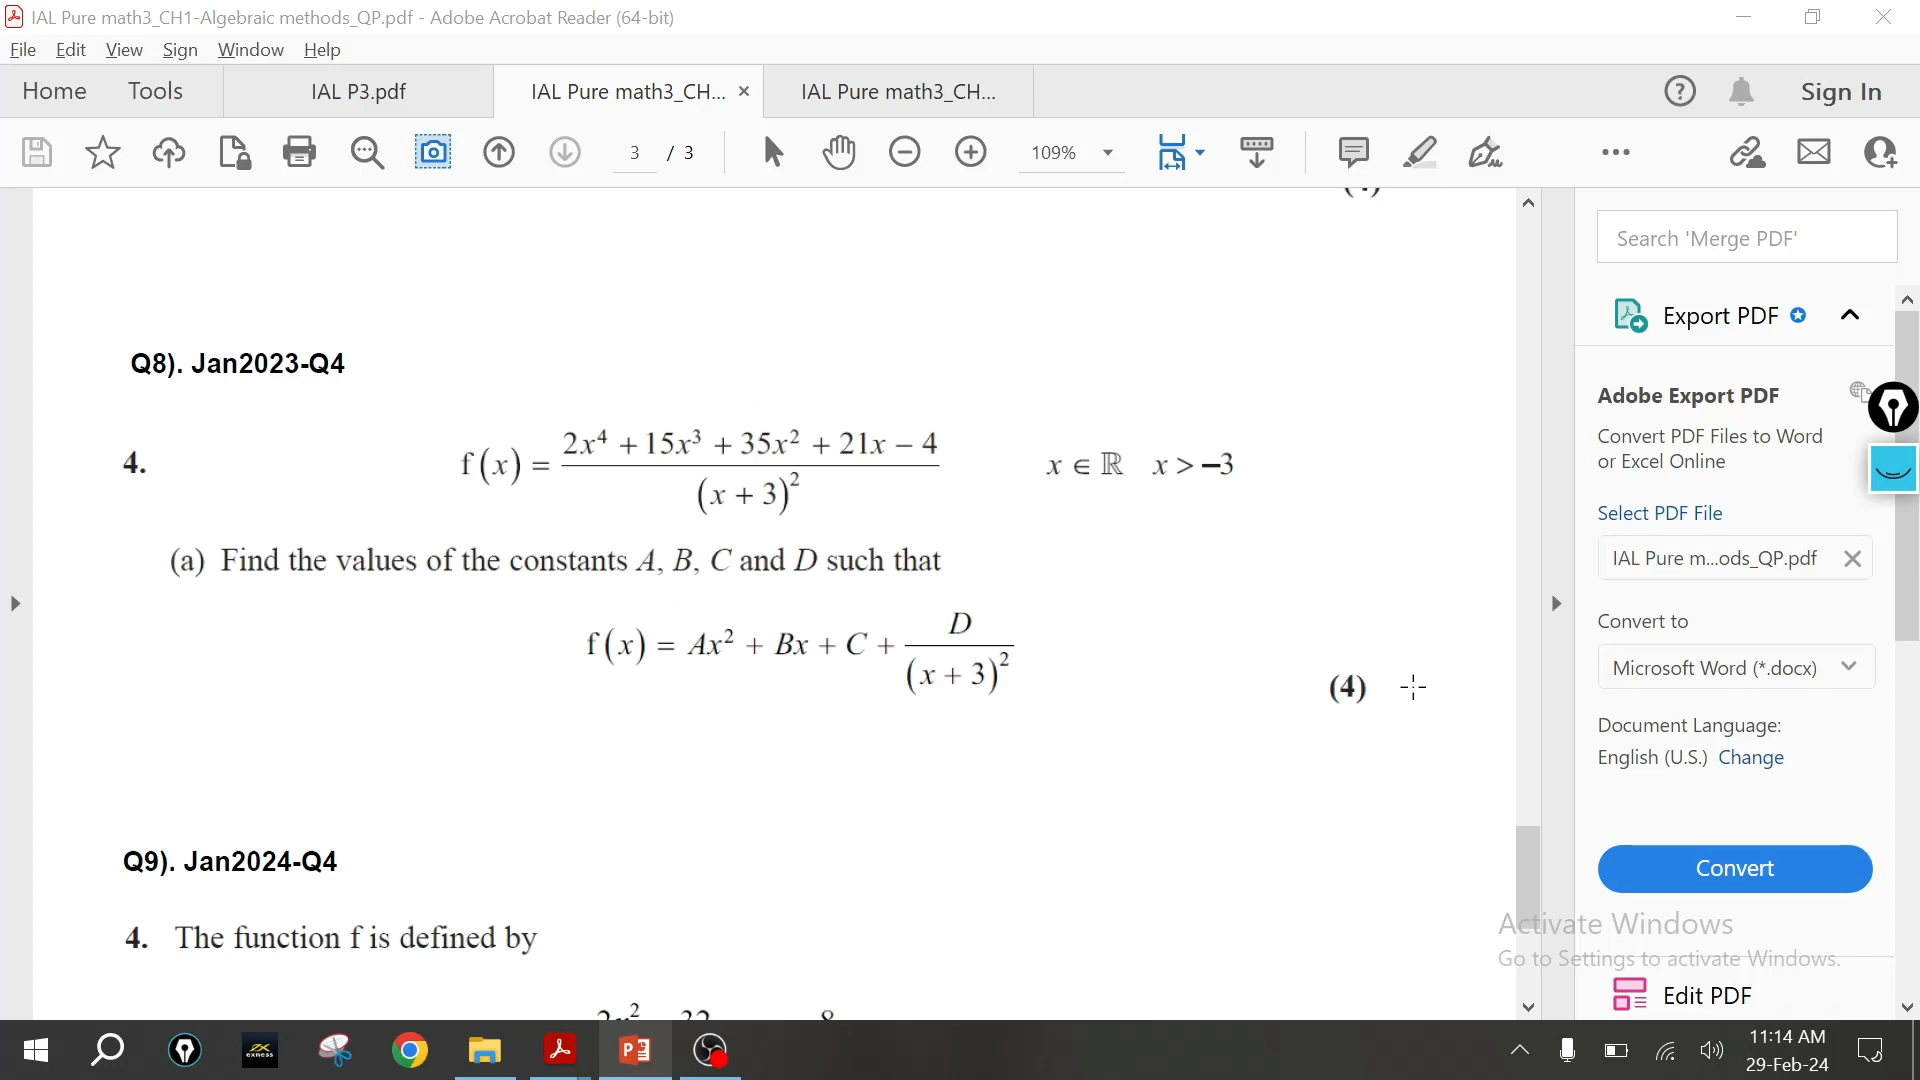 IAL Pure math3_CH1-Algebraic methods_QP.pdf - Adobe Acrobat Reader (64-bit)
File Edit View Sign Window Help
Home Tools IAL P3.pdf IAL Pure math3_CH... × IAL Pure math3_CH... Sign In
3 / 3 109%
Search 'Merge PDF'
Export PDF
Q8). Jan2023-Q4
Adobe Export PDF
Convert PDF Files to Word
or Excel Online
4. f(x) = (2x⁴ + 15x³ + 35x² + 21x − 4) / (x + 3)² x ∈ ℝ x > −3
Select PDF File
(a) Find the values of the constants A, B, C and D such that
IAL Pure m...ods_QP.pdf
Convert to
f(x) = Ax² + Bx + C + D / (x + 3)²
Microsoft Word (*.docx)
(4)
Document Language:
English (U.S.) Change
Q9). Jan2024-Q4
Convert
4. The function f is defined by
Activate Windows
Go to Settings to activate Windows.
Edit PDF
exness
11:14 AM
29-Feb-24